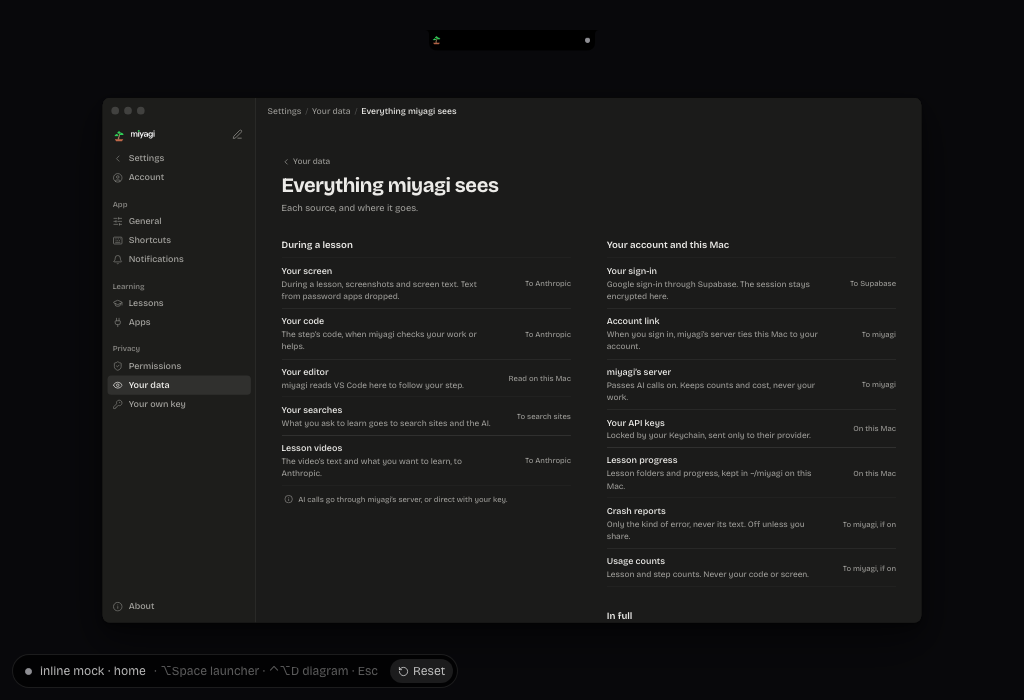 Settings / Your data / Everything miyagi sees
miyagi
Settings
Account
App
General
Shortcuts
Notifications
Learning
Lessons
Apps
Privacy
Permissions
Your data
Your own key
About
Your data
Everything miyagi sees
Each source, and where it goes.
During a lesson
Your screen
During a lesson, screenshots and screen text. Text
from password apps dropped.
To Anthropic
Your code
The step's code, when miyagi checks your work or
helps.
To Anthropic
Your editor
miyagi reads VS Code here to follow your step.
Read on this Mac
Your searches
What you ask to learn goes to search sites and the AI.
To search sites
Lesson videos
The video's text and what you want to learn, to
Anthropic.
To Anthropic
AI calls go through miyagi's server, or direct with your key.
Your account and this Mac
Your sign-in
Google sign-in through Supabase. The session stays
encrypted here.
To Supabase
Account link
When you sign in, miyagi's server ties this Mac to your
account.
To miyagi
miyagi's server
Passes AI calls on. Keeps counts and cost, never your
work.
To miyagi
Your API keys
Locked by your Keychain, sent only to their provider.
On this Mac
Lesson progress
Lesson folders and progress, kept in ~/miyagi on this
Mac.
On this Mac
Crash reports
Only the kind of error, never its text. Off unless you
share.
To miyagi, if on
Usage counts
Lesson and step counts. Never your code or screen.
To miyagi, if on
In full
inline mock · home · ⌥Space launcher · ^⌥D diagram · Esc
Reset